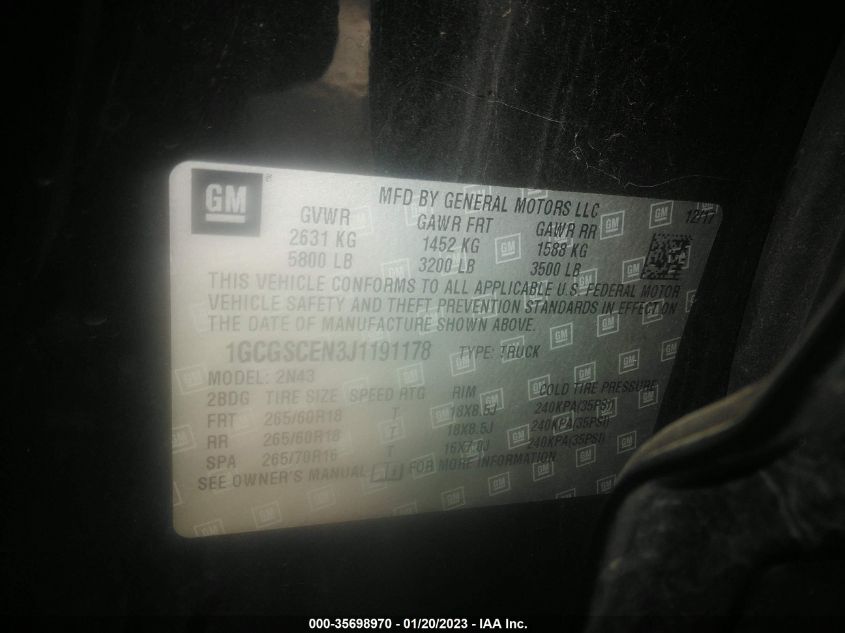 GM
MFD BY GENERAL MOTORS LLC
12/17
GVWR GAWR FRT GAWR RR
2631 KG 1452 KG 1588 KG
5800 LB 3200 LB 3500 LB
THIS VEHICLE CONFORMS TO ALL APPLICABLE U.S. FEDERAL MOTOR
VEHICLE SAFETY AND THEFT PREVENTION STANDARDS IN EFFECT ON
THE DATE OF MANUFACTURE SHOWN ABOVE.
1GCGSCEN3J1191178 TYPE: TRUCK
MODEL: 2N43
2BDG TIRE SIZE SPEED RTG RIM COLD TIRE PRESSURE
FRT 265/60R18 T 18X8.5J 240KPA(35PSI)
RR 265/60R18 T 18X8.5J 240KPA(35PSI)
SPA 265/70R16 T 16X7.0J 240KPA(35PSI)
SEE OWNER'S MANUAL FOR MORE INFORMATION
000-35698970 - 01/20/2023 - IAA Inc.